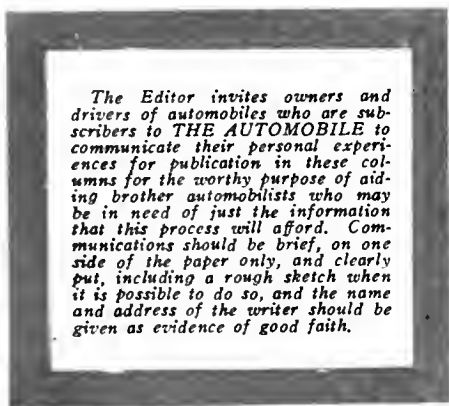 The Editor invites owners and
drivers of automobiles who are sub-
scribers to THE AUTOMOBILE to
communicate their personal experi-
ences for publication in these col-
umns for the worthy purpose of aid-
ing brother automobilists who may
be in need of just the information
that this process will afford. Com-
munications should be brief, on one
side of the paper only, and clearly
put, including a rough sketch when
it is possible to do so, and the name
and address of the writer should be
given as evidence of good faith.